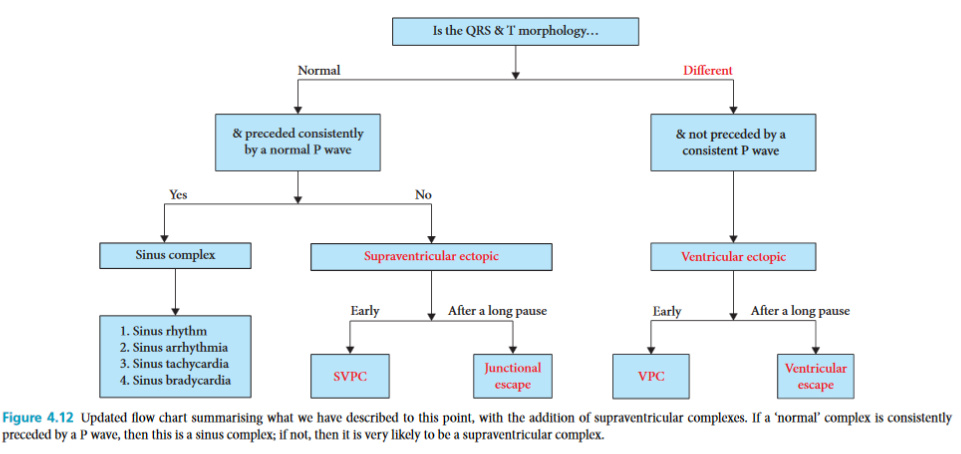 Is the QRS & T morphology…
Normal
Different
& preceded consistently
by a normal P wave
& not preceded by a
consistent P wave
Yes
No
Sinus complex
Supraventricular ectopic
Ventricular ectopic
Early
After a long pause
Early
After a long pause
1. Sinus rhythm
2. Sinus arrhythmia
3. Sinus tachycardia
4. Sinus bradycardia
SVPC
Junctional
escape
VPC
Ventricular
escape
Figure 4.12 Updated flow chart summarising what we have described to this point, with the addition of supraventricular complexes. If a ‘normal’ complex is consistently
preceded by a P wave, then this is a sinus complex; if not, then it is very likely to be a supraventricular complex.